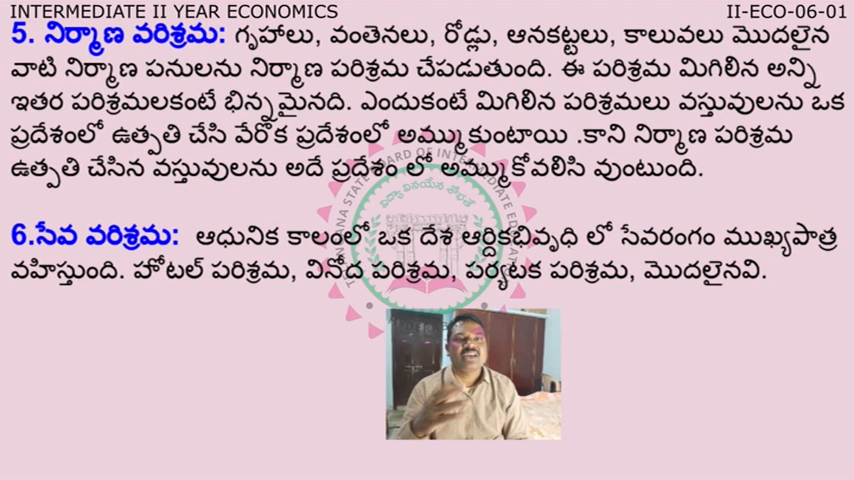 INTERMEDIATE II YEAR ECONOMICS II-ECO-06-01
5. నిర్మాణ వరిశ్రమ: గృహాలు, వంతెనలు, రోడ్లు, ఆనకట్టలు, కాలువలు మొదలైన
వాటి నిర్మాణ పనులను నిర్మాణ పరిశ్రమ చేపడుతుంది. ఈ పరిశ్రమ మిగిలిన అన్ని
ఇతర పరిశ్రమలకంటే భిన్నమైనది. ఎందుకంటే మిగిలిన పరిశ్రమలు వస్తువులను ఒక
ప్రదేశంలో ఉత్పతి చేసి వేరొక ప్రదేశంలో అమ్ముకుంటాయి .కాని నిర్మాణ పరిశ్రమ
ఉత్పతి చేసిన వస్తువులను అదే ప్రదేశం లో అమ్ముకోవలిసి వుంటుంది.
6.సేవ వరిశ్రమ: ఆధునిక కాలంలో ఒక దేశ ఆర్దికభివృధి లో సేవరంగం ముఖ్యపాత్ర
వహిస్తుంది. హోటల్ పరిశ్రమ, వినోద పరిశ్రమ, పర్యటక పరిశ్రమ, మొదలైనవి.